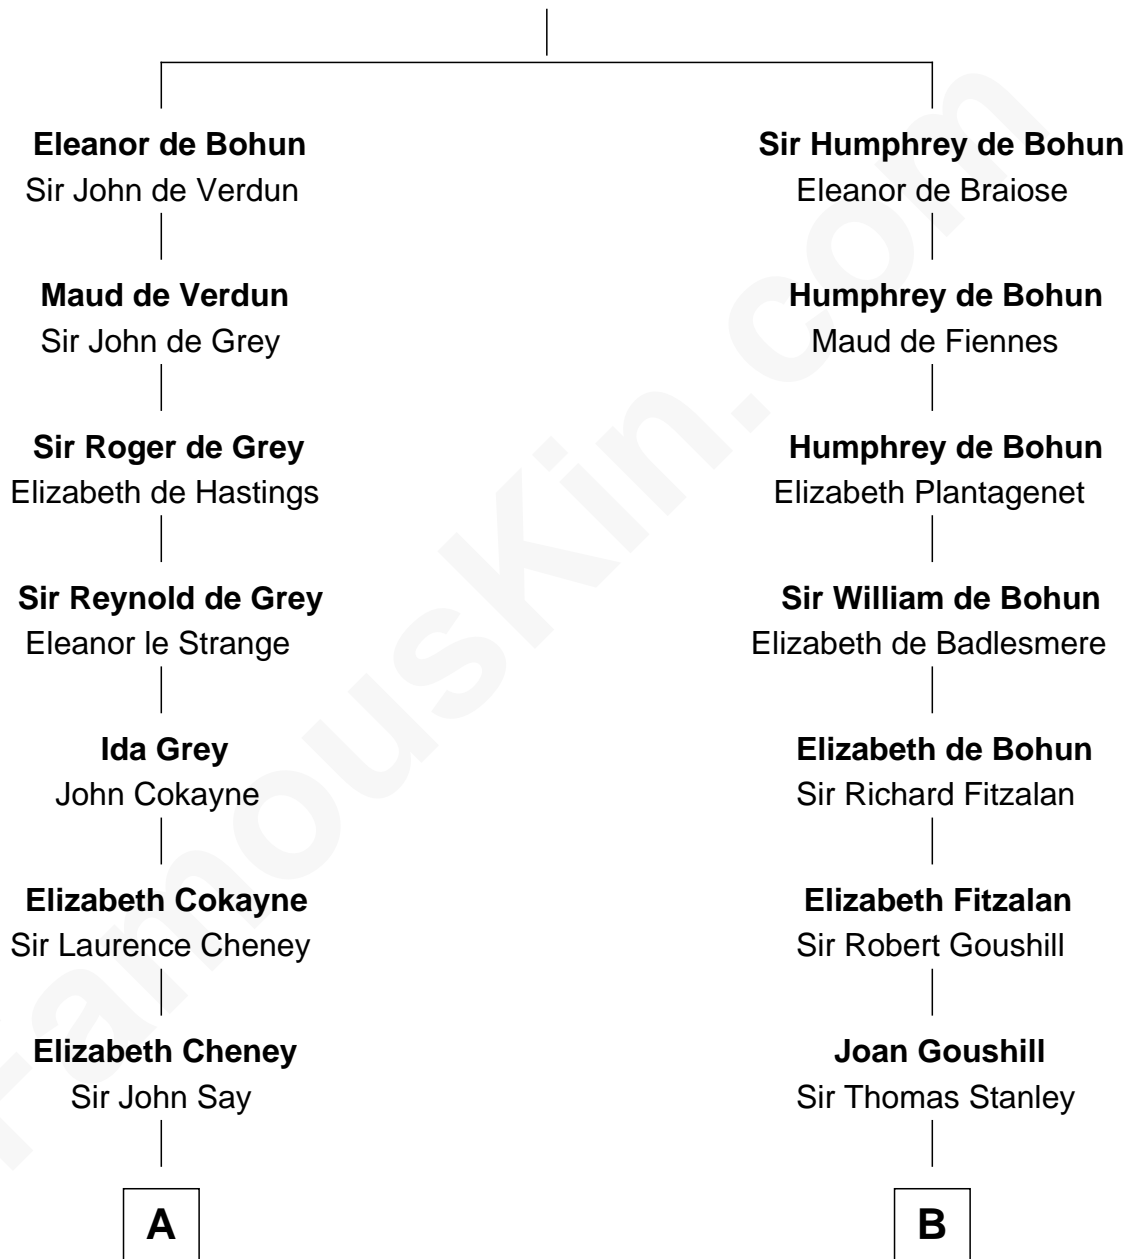 Eleanor de Bohun
Sir John de Verdun
Maud de Verdun
Sir John de Grey
Sir Roger de Grey
Elizabeth de Hastings
Sir Reynold de Grey
Eleanor le Strange
Ida Grey
John Cokayne
Elizabeth Cokayne
Sir Laurence Cheney
Elizabeth Cheney
Sir John Say
A
Sir Humphrey de Bohun
Eleanor de Braiose
Humphrey de Bohun
Maud de Fiennes
Humphrey de Bohun
Elizabeth Plantagenet
Sir William de Bohun
Elizabeth de Badlesmere
Elizabeth de Bohun
Sir Richard Fitzalan
Elizabeth Fitzalan
Sir Robert Goushill
Joan Goushill
Sir Thomas Stanley
B
FamousKin.com